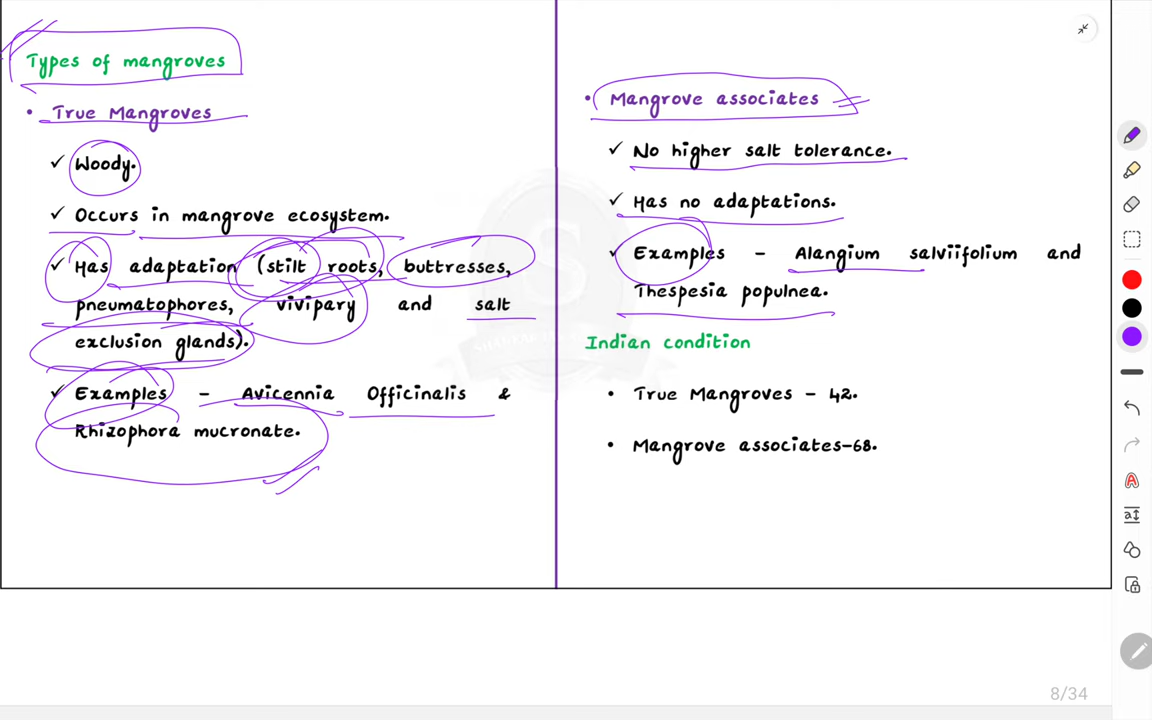 Types of mangroves
• True Mangroves
✓ Woody.
✓ Occurs in mangrove ecosystem.
✓ Has adaptation (stilt roots, buttresses,
pneumatophores, vivipary and salt
exclusion glands).
✓ Examples - Avicennia Officinalis &
Rhizophora mucronate.
• Mangrove associates
✓ No higher salt tolerance.
✓ Has no adaptations.
✓ Examples - Alangium salviifolium and
Thespesia populnea.
Indian condition
• True Mangroves - 42.
• Mangrove associates-68.
8/34